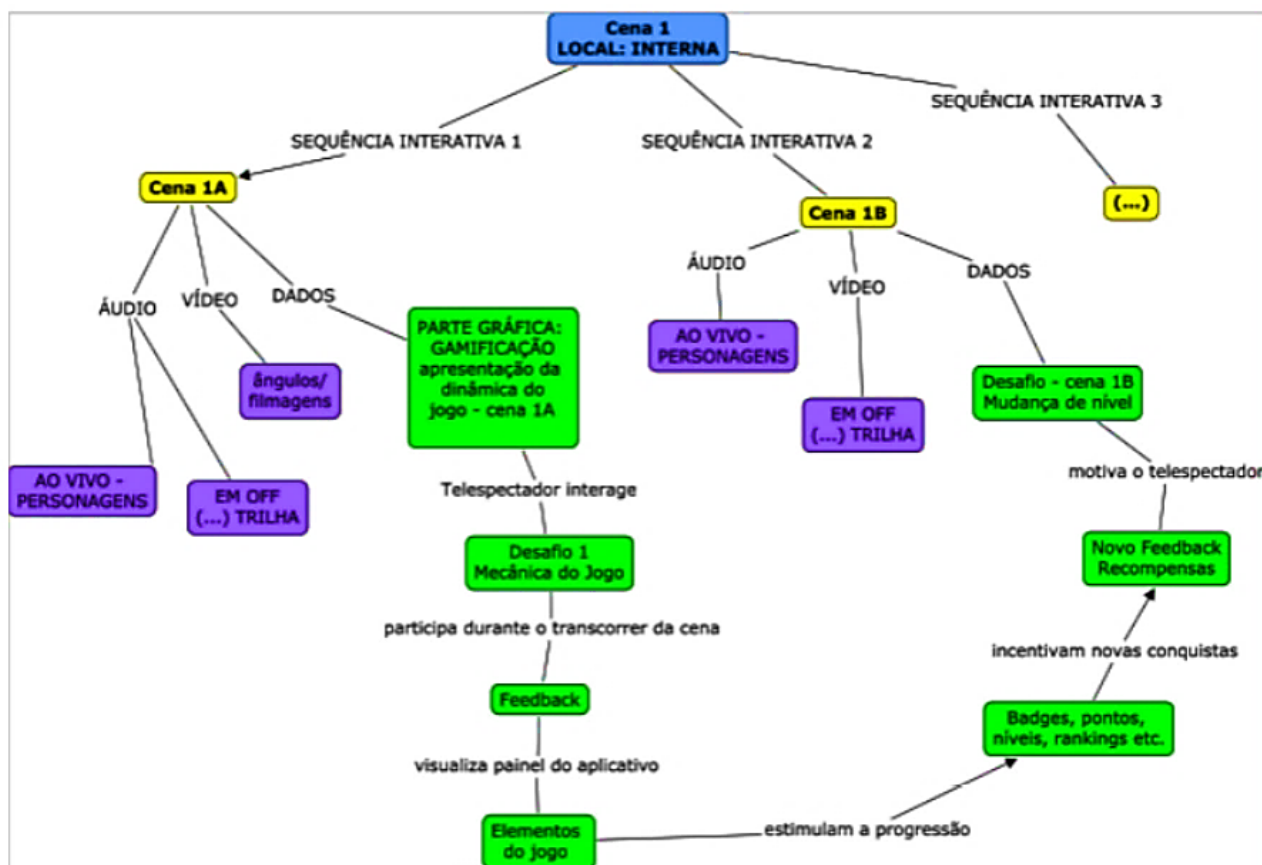 Cena 1
LOCAL: INTERNA
SEQUÊNCIA INTERATIVA 3
SEQUÊNCIA INTERATIVA 1
SEQUÊNCIA INTERATIVA 2
Cena 1A
(...)
Cena 1B
ÁUDIO
VÍDEO
DADOS
ÁUDIO
VÍDEO
DADOS
PARTE GRÁFICA:
GAMIFICAÇÃO
apresentação da
dinâmica do
jogo - cena 1A
AO VIVO -
PERSONAGENS
ângulos/
filmagens
Desafio - cena 1B
Mudança de nível
EM OFF
(...) TRILHA
AO VIVO -
PERSONAGENS
EM OFF
(...) TRILHA
Telespectador interage
motiva o telespectador
Desafio 1
Mecânica do Jogo
Novo Feedback
Recompensas
participa durante o transcorrer da cena
incentivam novas conquistas
Feedback
Badges, pontos,
níveis, rankings etc.
visualiza painel do aplicativo
Elementos
do jogo
estimulam a progressão